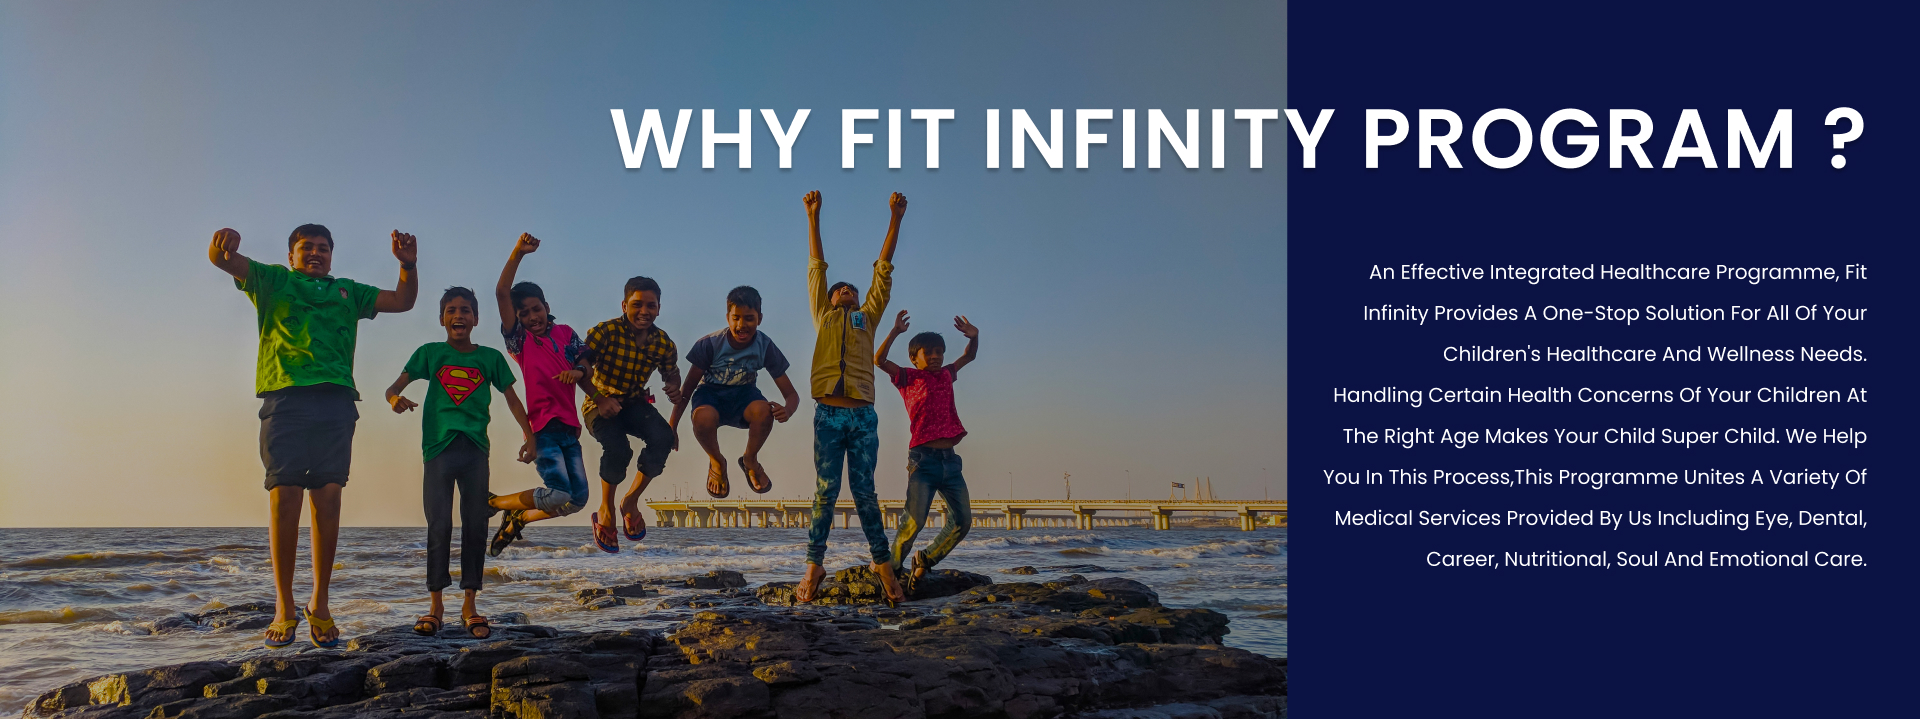 WHY FIT INFINITY PROGRAM ?
An Effective Integrated Healthcare Programme, Fit
Infinity Provides A One-Stop Solution For All Of Your
Children's Healthcare And Wellness Needs.
Handling Certain Health Concerns Of Your Children At
The Right Age Makes Your Child Super Child. We Help
You In This Process,This Programme Unites A Variety Of
Medical Services Provided By Us Including Eye, Dental,
Career, Nutritional, Soul And Emotional Care.